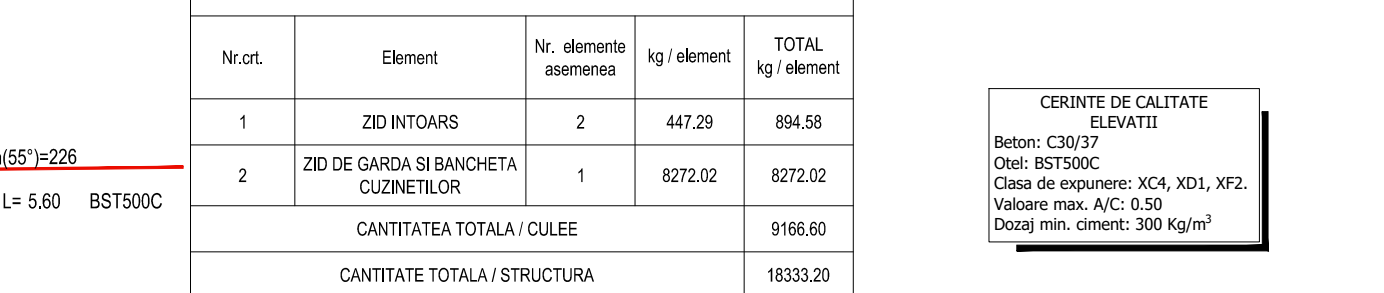 Nr.crt. Element Nr. elemente asemenea kg / element TOTAL kg / element
1 ZID INTOARS 2 447.29 894.58
2 ZID DE GARDA SI BANCHETA CUZINETILOR 1 8272.02 8272.02
CANTITATEA TOTALA / CULEE 9166.60
CANTITATE TOTALA / STRUCTURA 18333.20
(55°)=226
L= 5.60 BST500C
CERINTE DE CALITATE
ELEVATII
Beton: C30/37
Otel: BST500C
Clasa de expunere: XC4, XD1, XF2.
Valoare max. A/C: 0.50
Dozaj min. ciment: 300 Kg/m³